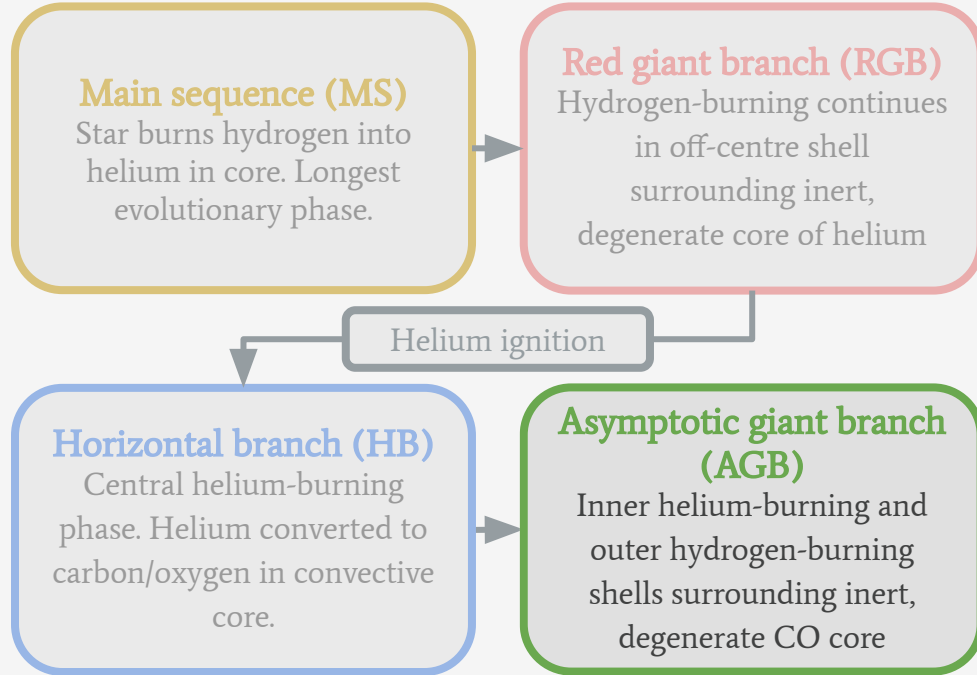 Main sequence (MS)
Star burns hydrogen into
helium in core. Longest
evolutionary phase.
Red giant branch (RGB)
Hydrogen-burning continues
in off-centre shell
surrounding inert,
degenerate core of helium
Helium ignition
Horizontal branch (HB)
Central helium-burning
phase. Helium converted to
carbon/oxygen in convective
core.
Asymptotic giant branch
(AGB)
Inner helium-burning and
outer hydrogen-burning
shells surrounding inert,
degenerate CO core